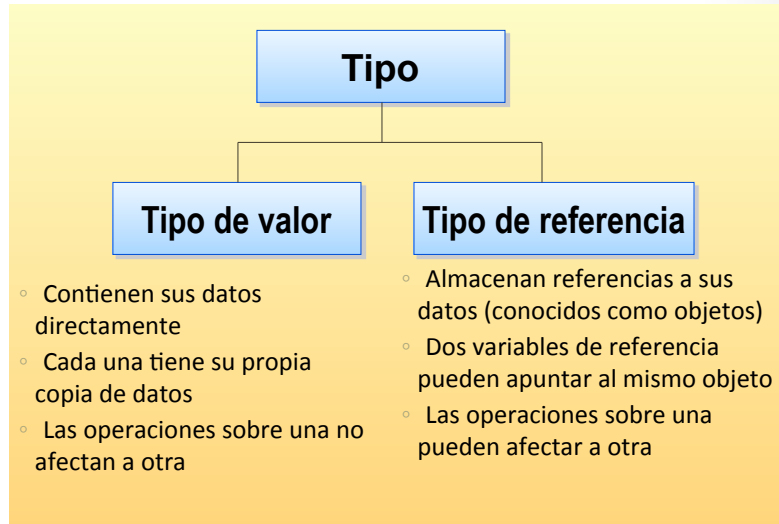 Tipo
Tipo de valor
◦ Contienen sus datos
directamente
◦ Cada una tiene su propia
copia de datos
◦ Las operaciones sobre una no
afectan a otra
Tipo de referencia
◦ Almacenan referencias a sus
datos (conocidos como objetos)
◦ Dos variables de referencia
pueden apuntar al mismo objeto
◦ Las operaciones sobre una
pueden afectar a otra